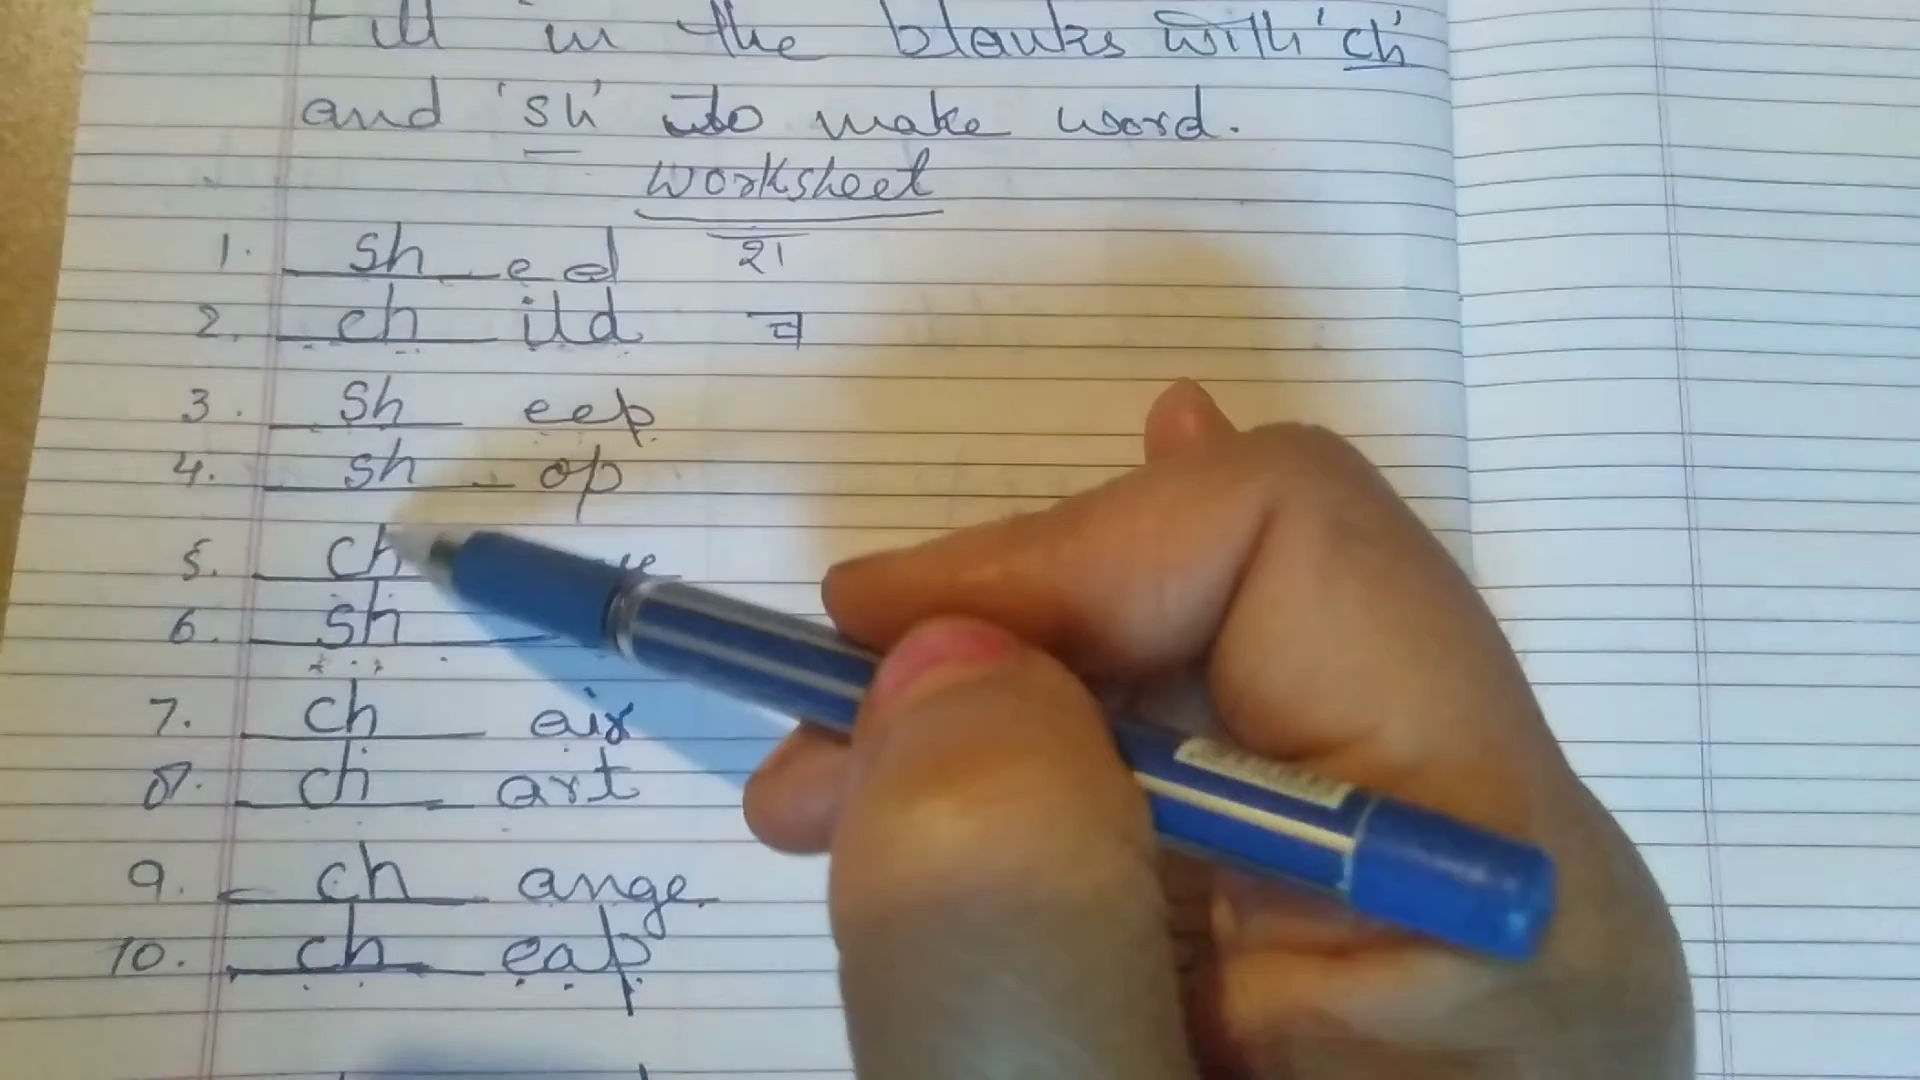 Fill in the blanks with 'ch'
and 'sh' to make word.
Worksheet
1. sh ed श
2. ch ild च
3. sh eep
4. sh op
5. ch
6. sh
7. ch air
8. ch art
9. ch ange
10. ch eap